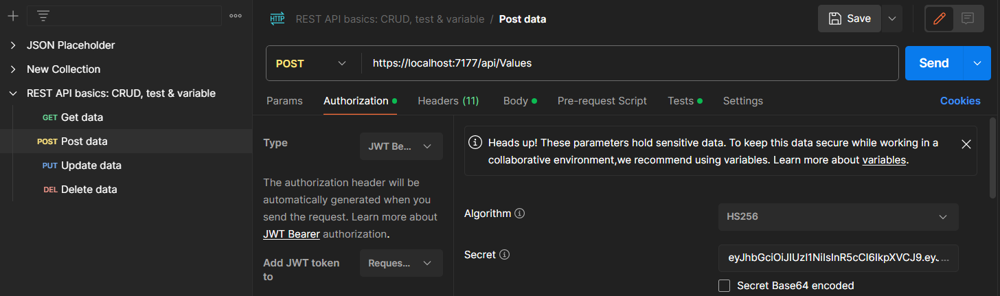 JSON Placeholder
New Collection
REST API basics: CRUD, test & variable
GET Get data
POST Post data
PUT Update data
DEL Delete data
HTTP REST API basics: CRUD, test & variable / Post data
Save
POST https://localhost:7177/api/Values
Send
Params Authorization Headers (11) Body Pre-request Script Tests Settings Cookies
Type JWT Be...
The authorization header will be
automatically generated when you
send the request. Learn more about
JWT Bearer authorization.
Add JWT token
to
Reques...
Heads up! These parameters hold sensitive data. To keep this data secure while working in a
collaborative environment,we recommend using variables. Learn more about variables.
Algorithm HS256
Secret eyJhbGciOiJIUzI1NiIsInR5cCI6IkpXVCJ9.eyJ...
Secret Base64 encoded